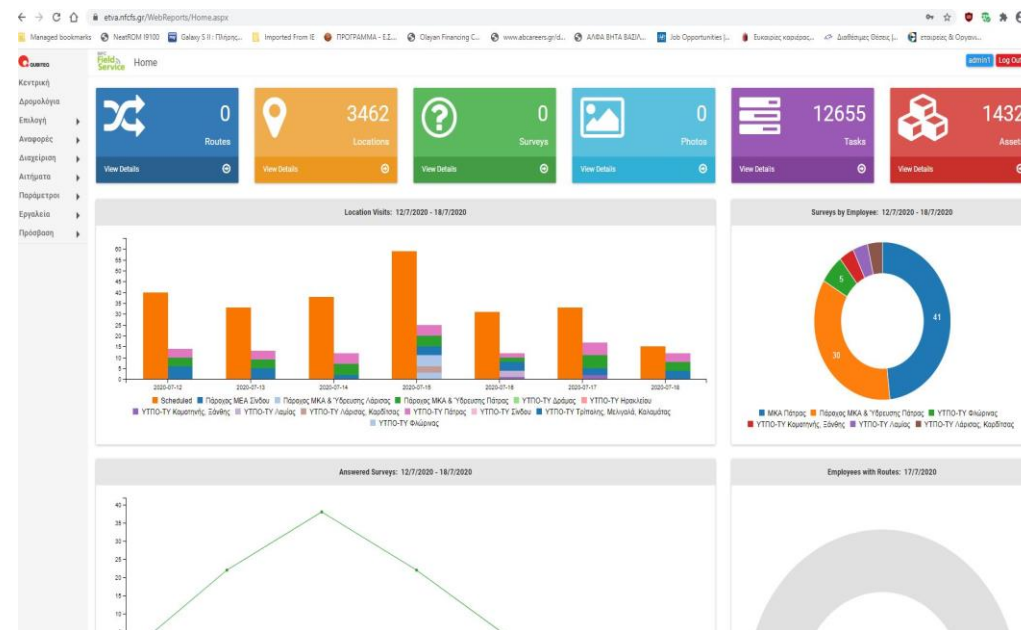 etva.nfcfs.gr/WebReports/Home.aspx
Managed bookmarks NeatROM I9100 Galaxy S II : Πλήρης... Imported From IE ΠΡΟΓΡΑΜΜΑ - Ε.Σ... Olayan Financing C... www.abcareers.gr/d... ΑΛΦΑ ΒΗΤΑ ΒΑΣΙΛ... Job Opportunities |... Ευκαιρίες καριέρας... Διαθέσιμες Θέσεις |...
QUINTEQ
Field Service Home admin1 Log Out
Κεντρική
Δρομολόγια
Επιλογή
Αναφορές
Διαχείριση
Αιτήματα
Παράμετροι
Εργαλεία
Πρόσβαση
0 3462 0 0 12655 1432
Routes Locations Surveys Photos Tasks Asset
View Details View Details View Details View Details View Details View Details
Location Visits: 12/7/2020 - 18/7/2020
60
55
50
45
40
35
30
25
20
15
10
5
0
2020-07-12 2020-07-13 2020-07-14 2020-07-15 2020-07-16 2020-07-17 2020-07-18
Scheduled Πάροχος ΜΕΑ Σίνδου Πάροχος ΜΚΑ & Ύδρευσης Λάρισας Πάροχος ΜΚΑ & Ύδρευσης Πάτρας ΥΤΠΟ-ΤΥ Δράμας ΥΤΠΟ-ΤΥ Ηρακλείου
ΥΤΠΟ-ΤΥ Κομοτηνής, Ξάνθης ΥΤΠΟ-ΤΥ Λαμίας ΥΤΠΟ-ΤΥ Λάρισας, Καρδίτσας ΥΤΠΟ-ΤΥ Πάτρας ΥΤΠΟ-ΤΥ Σίνδου ΥΤΠΟ-ΤΥ Τρίπολης, Μελιγαλά, Καλαμάτας
ΥΤΠΟ-ΤΥ Φλώρινας
Surveys by Employee: 12/7/2020 - 18/7/2020
5
41
30
ΜΚΑ Πάτρας Πάροχος ΜΚΑ & Ύδρευσης Πάτρας ΥΤΠΟ-ΤΥ Φλώρινας
ΥΤΠΟ-ΤΥ Κομοτηνής, Ξάνθης ΥΤΠΟ-ΤΥ Λαμίας ΥΤΠΟ-ΤΥ Λάρισας, Καρδίτσας
Answered Surveys: 12/7/2020 - 18/7/2020
40
35
30
25
20
15
10
Employees with Routes: 17/7/2020